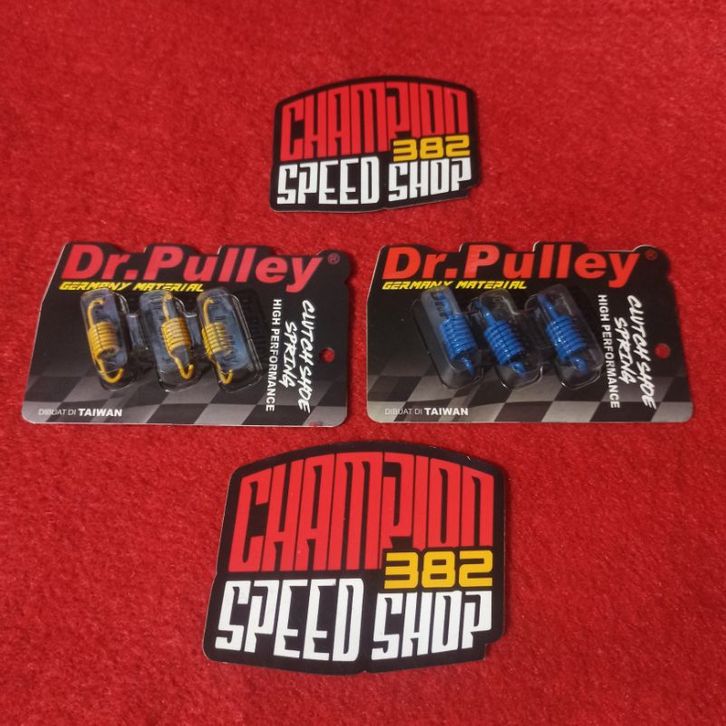 CHAMPION
382
SPEED SHOP
Dr.Pulley®
GERMANY MATERIAL
CLUTCH SHOE
SPRING
HIGH PERFORMANCE
DIBUAT DI TAIWAN
Dr.Pulley®
GERMANY MATERIAL
CLUTCH SHOE
SPRING
HIGH PERFORMANCE
DIBUAT DI TAIWAN
CHAMPION
382
SPEED SHOP